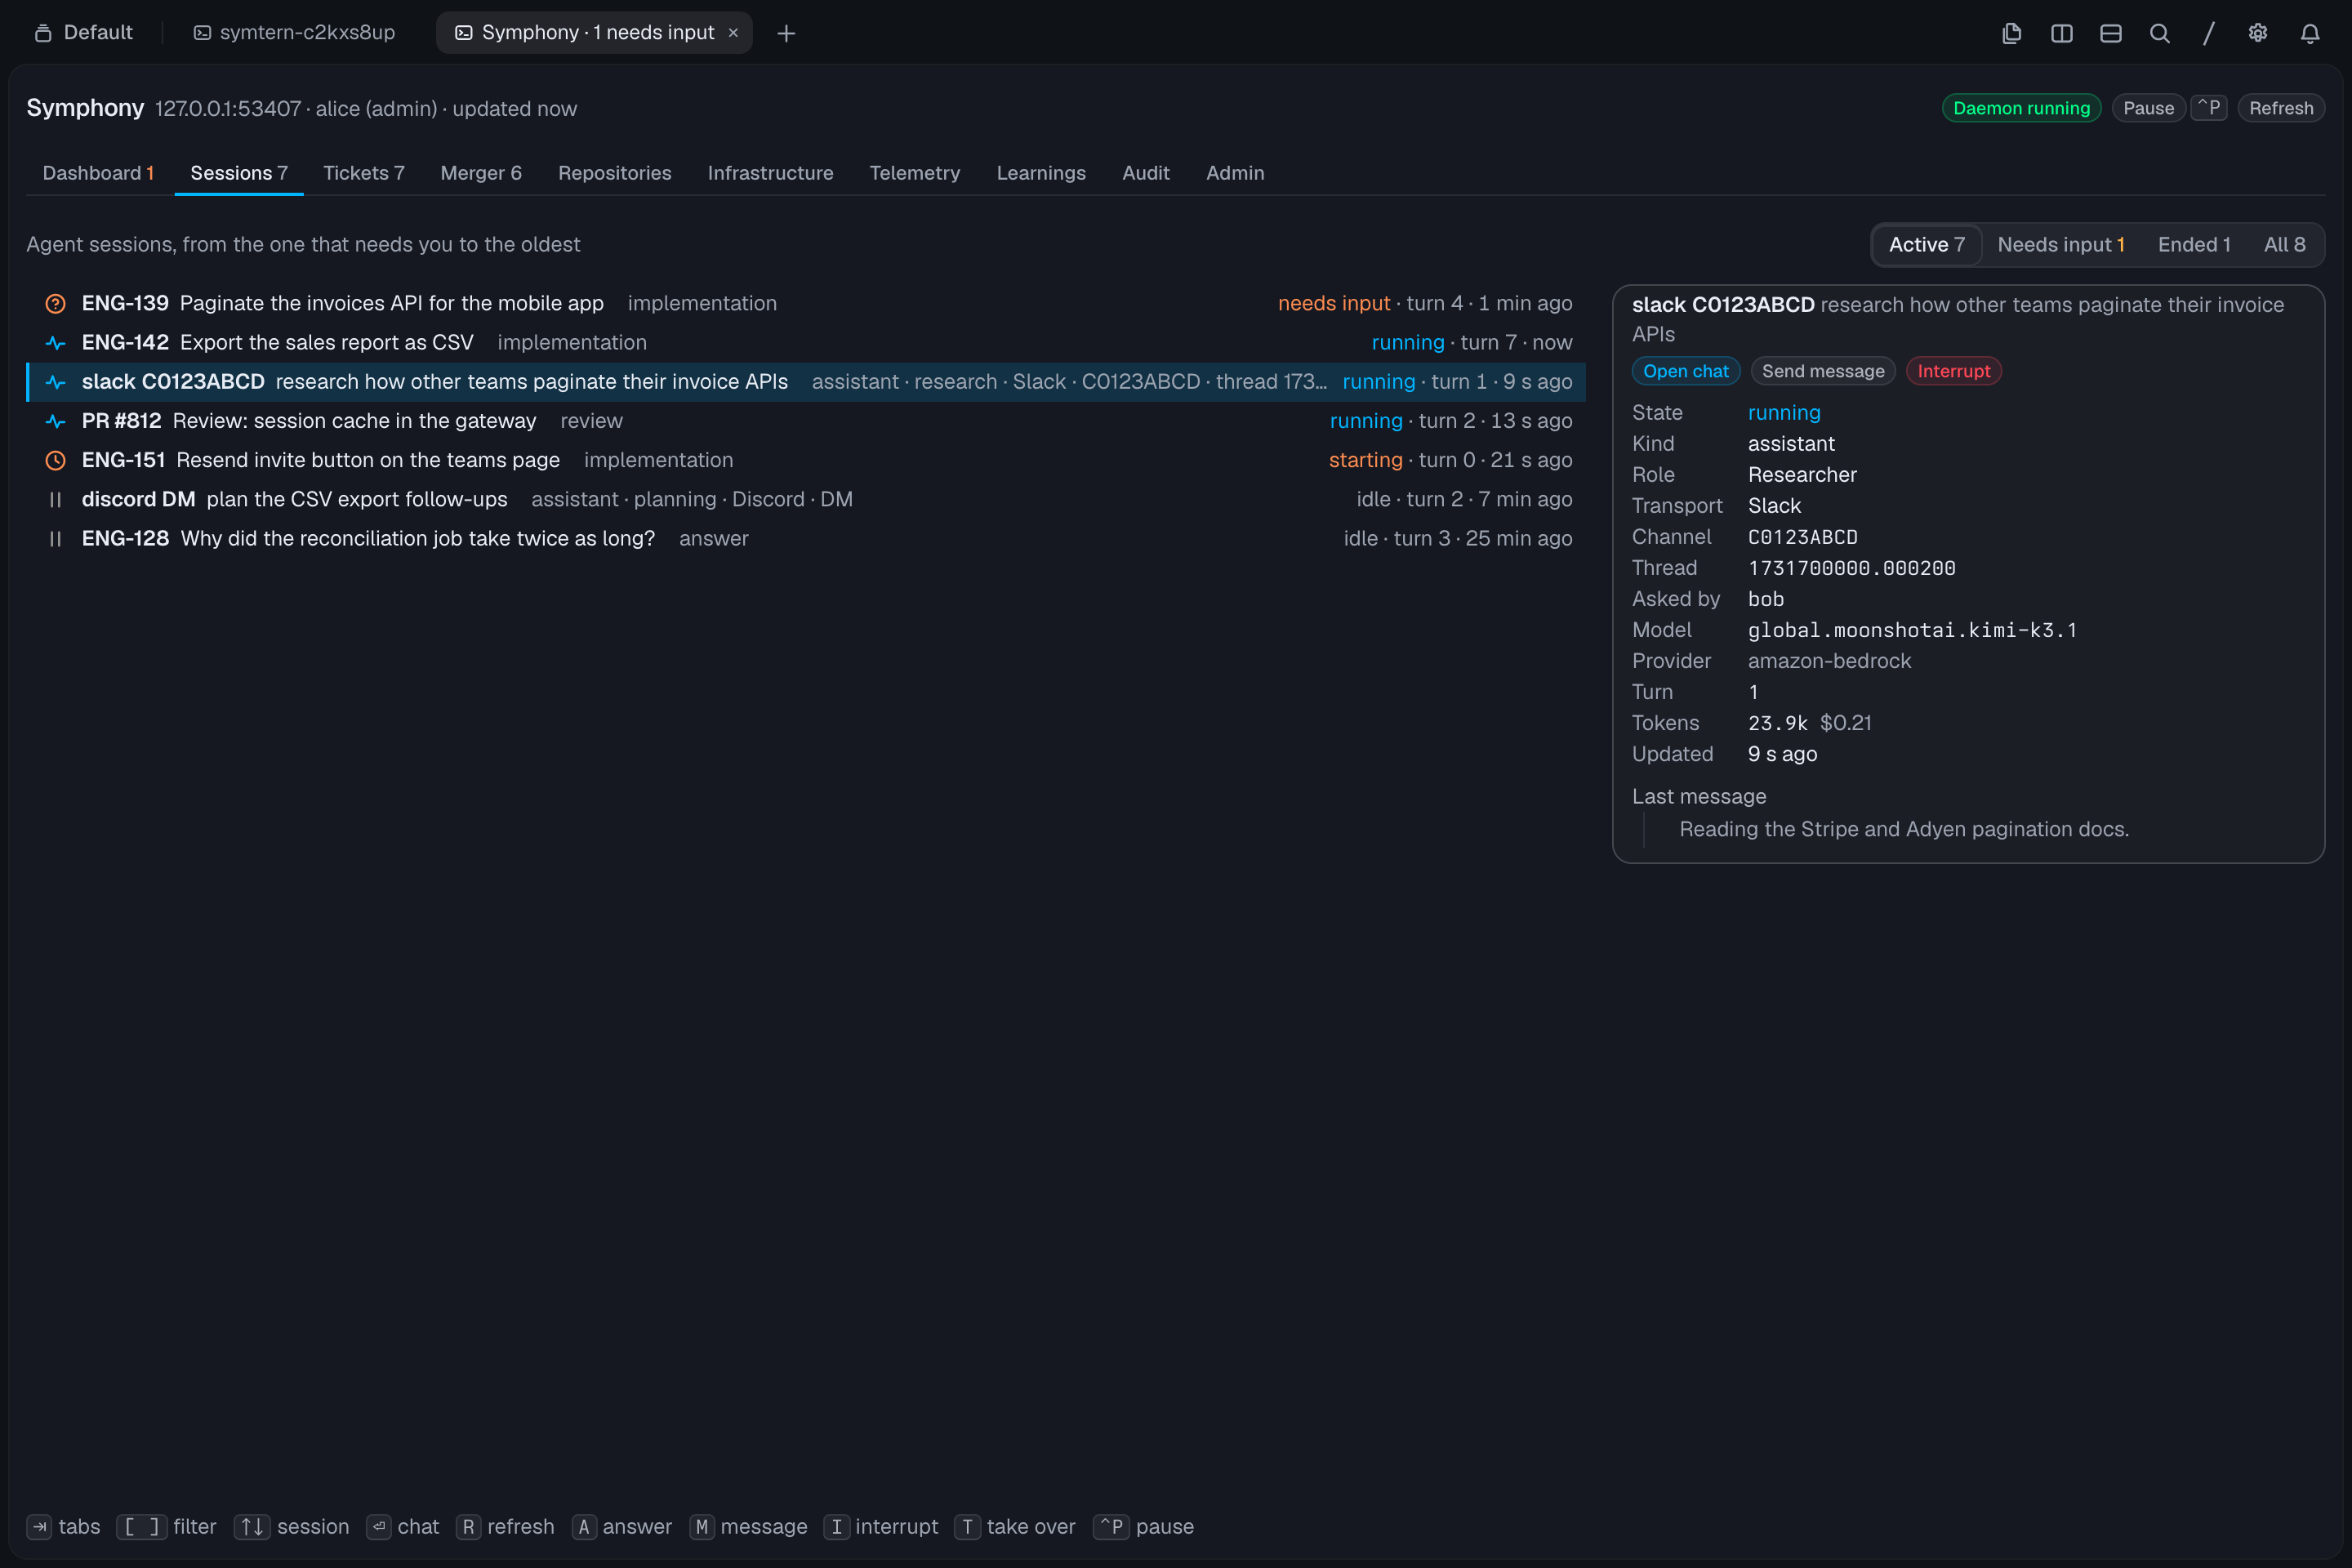 Default symtern-c2kxs8up Symphony · 1 needs input × +
Symphony 127.0.0.1:53407 · alice (admin) · updated now Daemon running Pause ^P Refresh
Dashboard 1 Sessions 7 Tickets 7 Merger 6 Repositories Infrastructure Telemetry Learnings Audit Admin
Agent sessions, from the one that needs you to the oldest Active 7 Needs input 1 Ended 1 All 8
ENG-139 Paginate the invoices API for the mobile app implementation needs input · turn 4 · 1 min ago
ENG-142 Export the sales report as CSV implementation running · turn 7 · now
slack C0123ABCD research how other teams paginate their invoice APIs assistant · research · Slack · C0123ABCD · thread 173... running · turn 1 · 9 s ago
PR #812 Review: session cache in the gateway review running · turn 2 · 13 s ago
ENG-151 Resend invite button on the teams page implementation starting · turn 0 · 21 s ago
discord DM plan the CSV export follow-ups assistant · planning · Discord · DM idle · turn 2 · 7 min ago
ENG-128 Why did the reconciliation job take twice as long? answer idle · turn 3 · 25 min ago
slack C0123ABCD research how other teams paginate their invoice
APIs
Open chat Send message Interrupt
State running
Kind assistant
Role Researcher
Transport Slack
Channel C0123ABCD
Thread 1731700000.000200
Asked by bob
Model global.moonshotai.kimi-k3.1
Provider amazon-bedrock
Turn 1
Tokens 23.9k $0.21
Updated 9 s ago
Last message
Reading the Stripe and Adyen pagination docs.
⇥ tabs [ ] filter ↑↓ session ⏎ chat R refresh A answer M message I interrupt T take over ^P pause